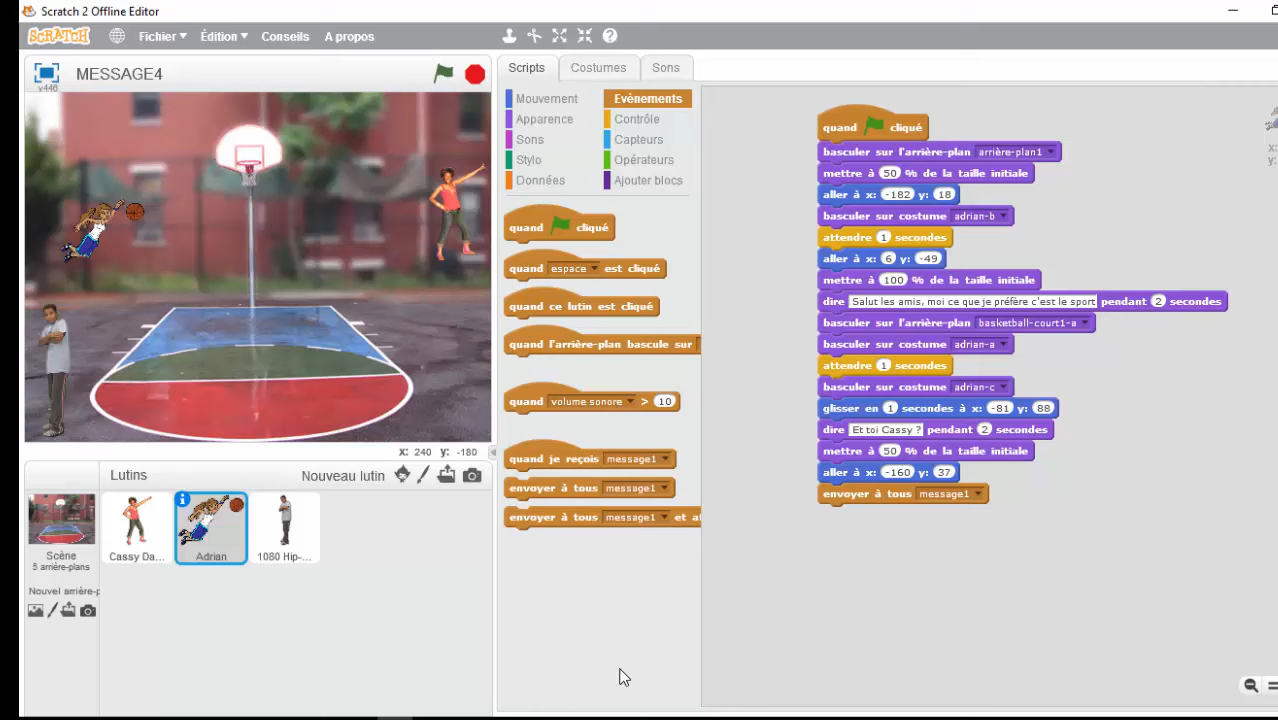 Scratch 2 Offline Editor
SCRATCH Fichier Édition Conseils A propos
MESSAGE4
v446
Scripts Costumes Sons
Mouvement Evènements
Apparence Contrôle
Sons Capteurs
Stylo Opérateurs
Données Ajouter blocs
quand cliqué
quand espace est cliqué
quand ce lutin est cliqué
quand l'arrière-plan bascule sur
quand volume sonore > 10
quand je reçois message1
envoyer à tous message1
envoyer à tous message1 et at
quand cliqué
basculer sur l'arrière-plan arrière-plan1
mettre à 50 % de la taille initiale
aller à x: -182 y: 18
basculer sur costume adrian-b
attendre 1 secondes
aller à x: 6 y: -49
mettre à 100 % de la taille initiale
dire Salut les amis, moi ce que je préfère c'est le sport pendant 2 secondes
basculer sur l'arrière-plan basketball-court1-a
basculer sur costume adrian-a
attendre 1 secondes
basculer sur costume adrian-c
glisser en 1 secondes à x: -81 y: 88
dire Et toi Cassy ? pendant 2 secondes
mettre à 50 % de la taille initiale
aller à x: -160 y: 37
envoyer à tous message1
x:
y:
x: 240 y: -180
Lutins Nouveau lutin
Scène
5 arrière-plans
Nouvel arrière-p
Cassy Da... Adrian 1080 Hip-...